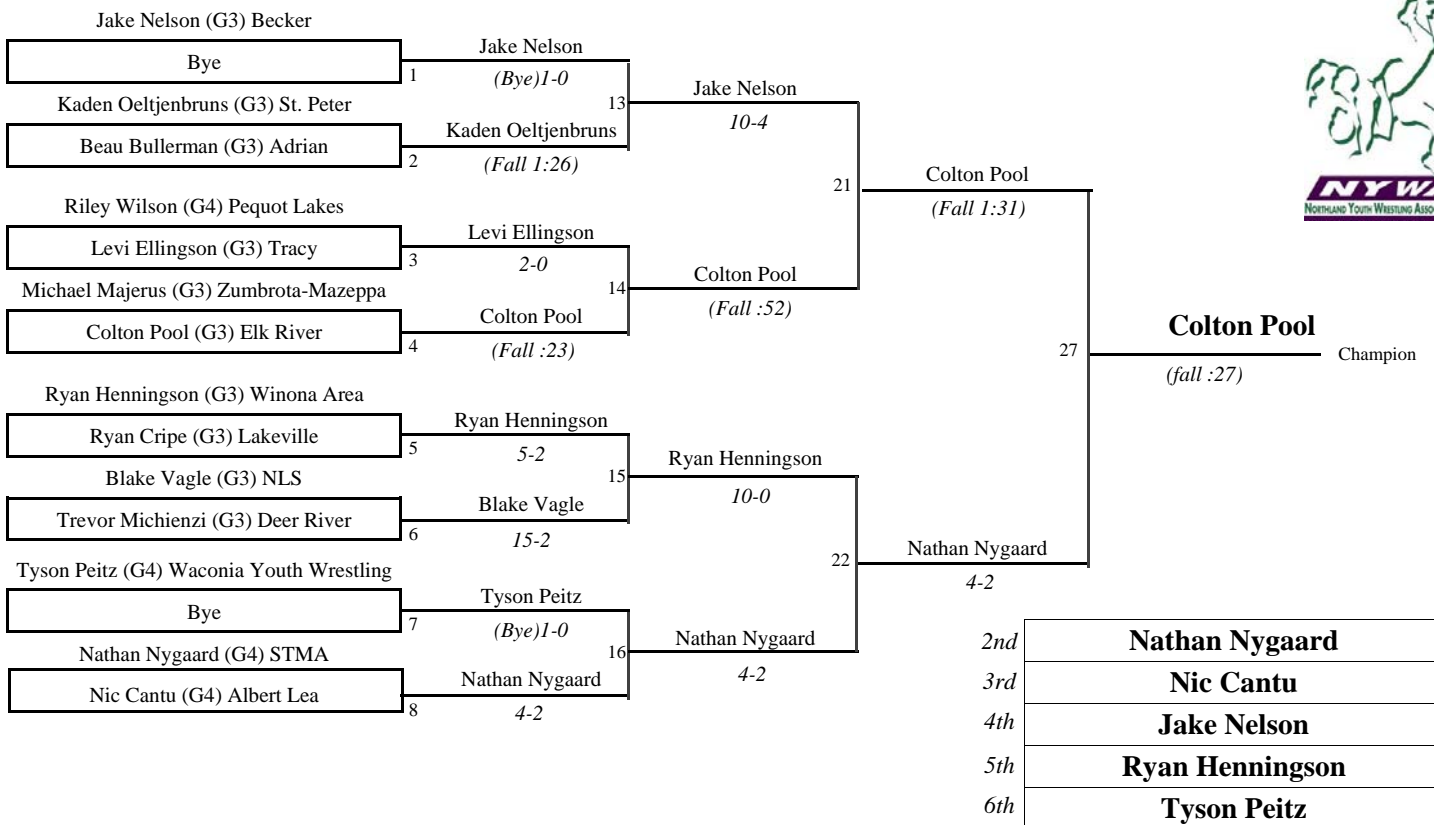 Jake Nelson (G3) Becker
Bye
1
Kaden Oeltjenbruns (G3) St. Peter
Beau Bullerman (G3) Adrian
2
Riley Wilson (G4) Pequot Lakes
Levi Ellingson (G3) Tracy
3
Michael Majerus (G3) Zumbrota-Mazeppa
Colton Pool (G3) Elk River
4
Ryan Henningson (G3) Winona Area
Ryan Cripe (G3) Lakeville
5
Blake Vagle (G3) NLS
Trevor Michienzi (G3) Deer River
6
Tyson Peitz (G4) Waconia Youth Wrestling
Bye
7
Nathan Nygaard (G4) STMA
Nic Cantu (G4) Albert Lea
8
Jake Nelson
(Bye)1-0
13
Kaden Oeltjenbruns
(Fall 1:26)
Levi Ellingson
2-0
14
Colton Pool
(Fall :23)
Ryan Henningson
5-2
15
Blake Vagle
15-2
Tyson Peitz
(Bye)1-0
16
Nathan Nygaard
4-2
Jake Nelson
10-4
21
Colton Pool
(Fall :52)
Ryan Henningson
10-0
22
Nathan Nygaard
4-2
Colton Pool
(Fall 1:31)
27
Nathan Nygaard
4-2
Colton Pool
Champion
(fall :27)
NORTHLAND YOUTH WRESTLING
2nd Nathan Nygaard
3rd Nic Cantu
4th Jake Nelson
5th Ryan Henningson
6th Tyson Peitz